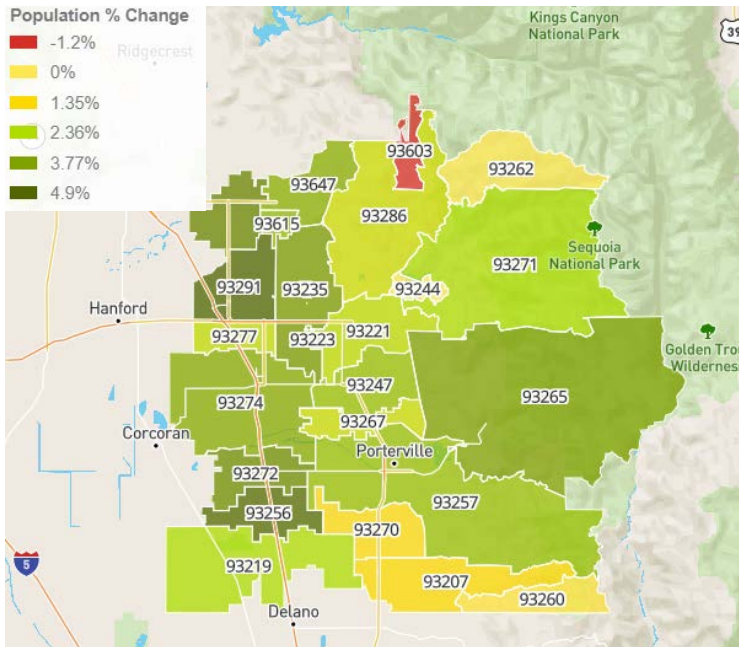 Population % Change
-1.2%
0%
1.35%
2.36%
3.77%
4.9%
Ridgecrest
Kings Canyon
National Park
39
93603
93262
93647
93286
93615
Sequoia
National Park
93271
93291
93235
93244
Hanford
93277
93223
93221
Golden Trou
Wilderness
93247
93265
93274
93267
Corcoran
Porterville
93272
93257
93256
93270
5
93219
93207
93260
Delano